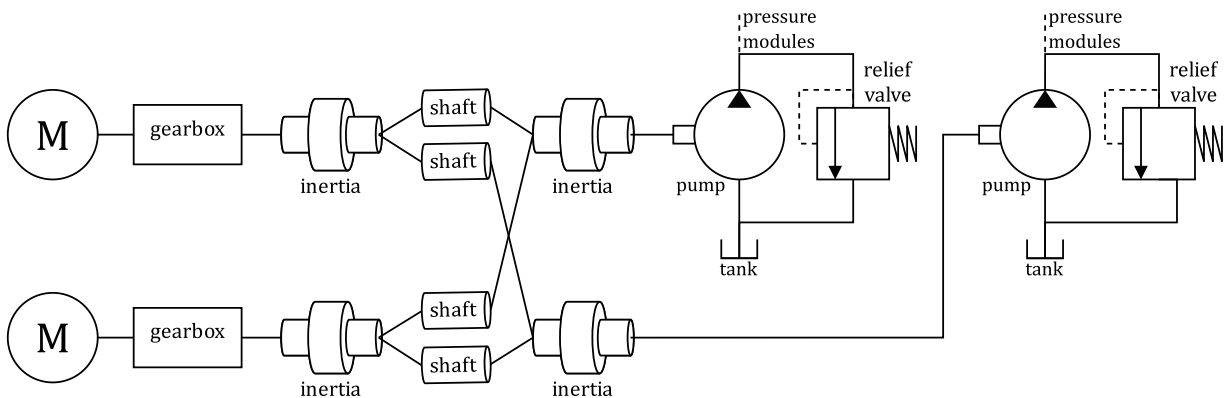 pressure
modules
relief
valve
pressure
modules
relief
valve
M
gearbox
inertia
shaft
shaft
inertia
pump
tank
pump
tank
M
gearbox
inertia
shaft
shaft
inertia